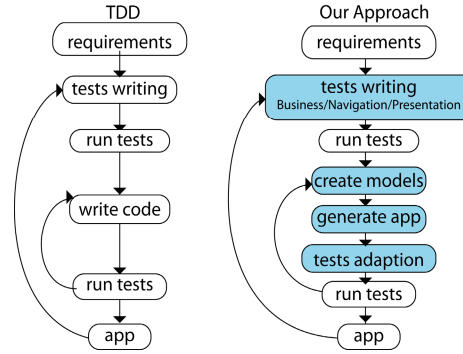 TDD
requirements
tests writing
run tests
write code
run tests
app
Our Approach
requirements
tests writing
Business/Navigation/Presentation
run tests
create models
generate app
tests adaption
run tests
app